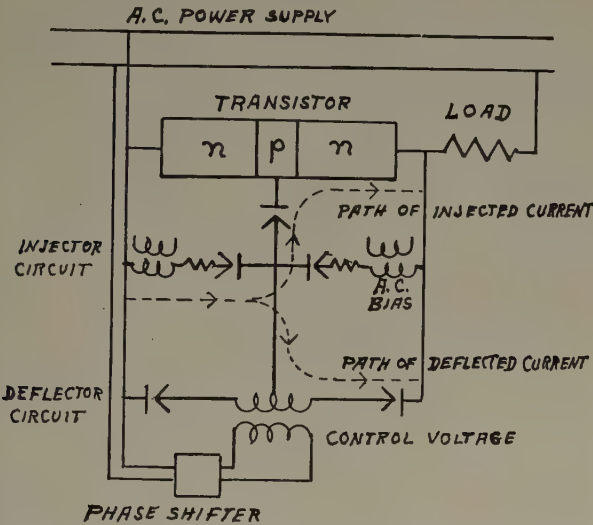 A.C. POWER SUPPLY
TRANSISTOR
LOAD
n p n
PATH OF INJECTED CURRENT
INJECTOR
CIRCUIT
A.C.
BIAS
PATH OF DEFLECTED CURRENT
DEFLECTOR
CIRCUIT
CONTROL VOLTAGE
PHASE SHIFTER